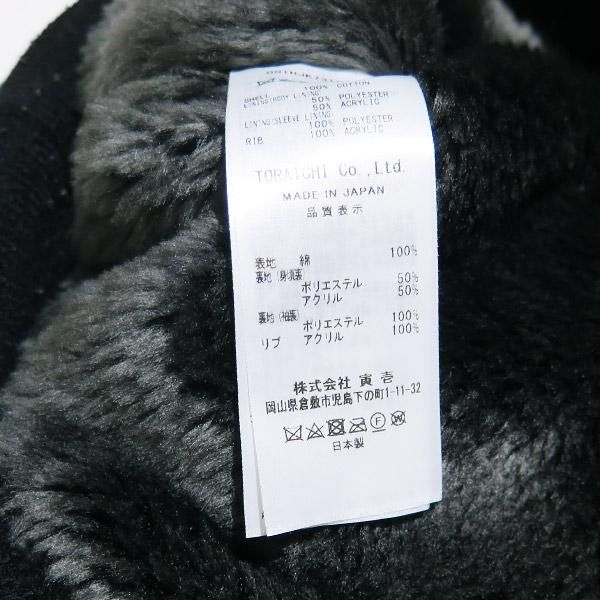 SHELL 100% COTTON
LINING(BODY LINING)
50% POLYESTER
50% ACRYLIC
LINING(SLEEVE LINING)
100% POLYESTER
RIB 100% ACRYLIC
TORAICHI Co.,Ltd.
MADE IN JAPAN
品質表示
表地 綿 100%
裏地(身頃裏)
ポリエステル 50%
アクリル 50%
裏地(袖裏)
ポリエステル 100%
リブ アクリル 100%
株式会社 寅壱
岡山県倉敷市児島下の町1-11-32
日本製